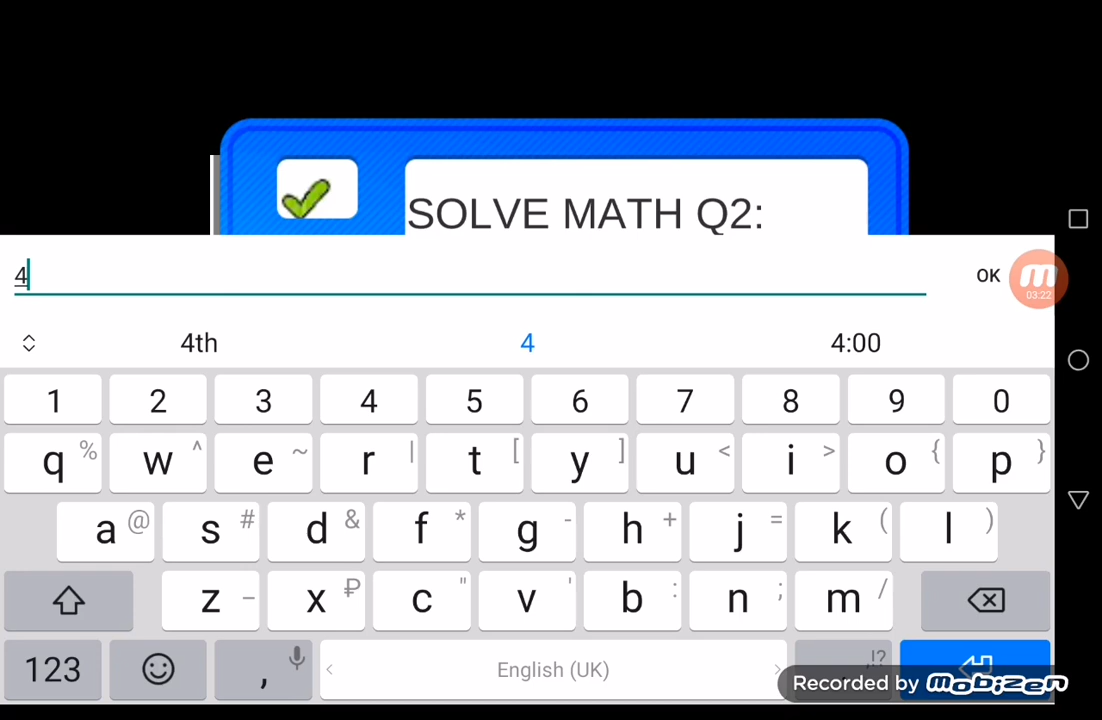 SOLVE MATH Q2:
4
OK
03:22
4th 4 4:00
1 2 3 4 5 6 7 8 9 0
q % w ^ e ~ r | t [ y ] u < i > o { p }
a @ s # d & f * g - h + j = k ( l )
z – x ₽ c " v ' b : n ; m /
123 , < English (UK) > ,!?
Recorded by mobizen